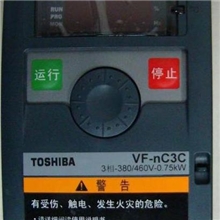 RUN
PRG
MON
运行
停止
TOSHIBA
VF-nC3C
3相-380/460V-0.75kW
警告
有受伤、触电、发生火灾的危险。